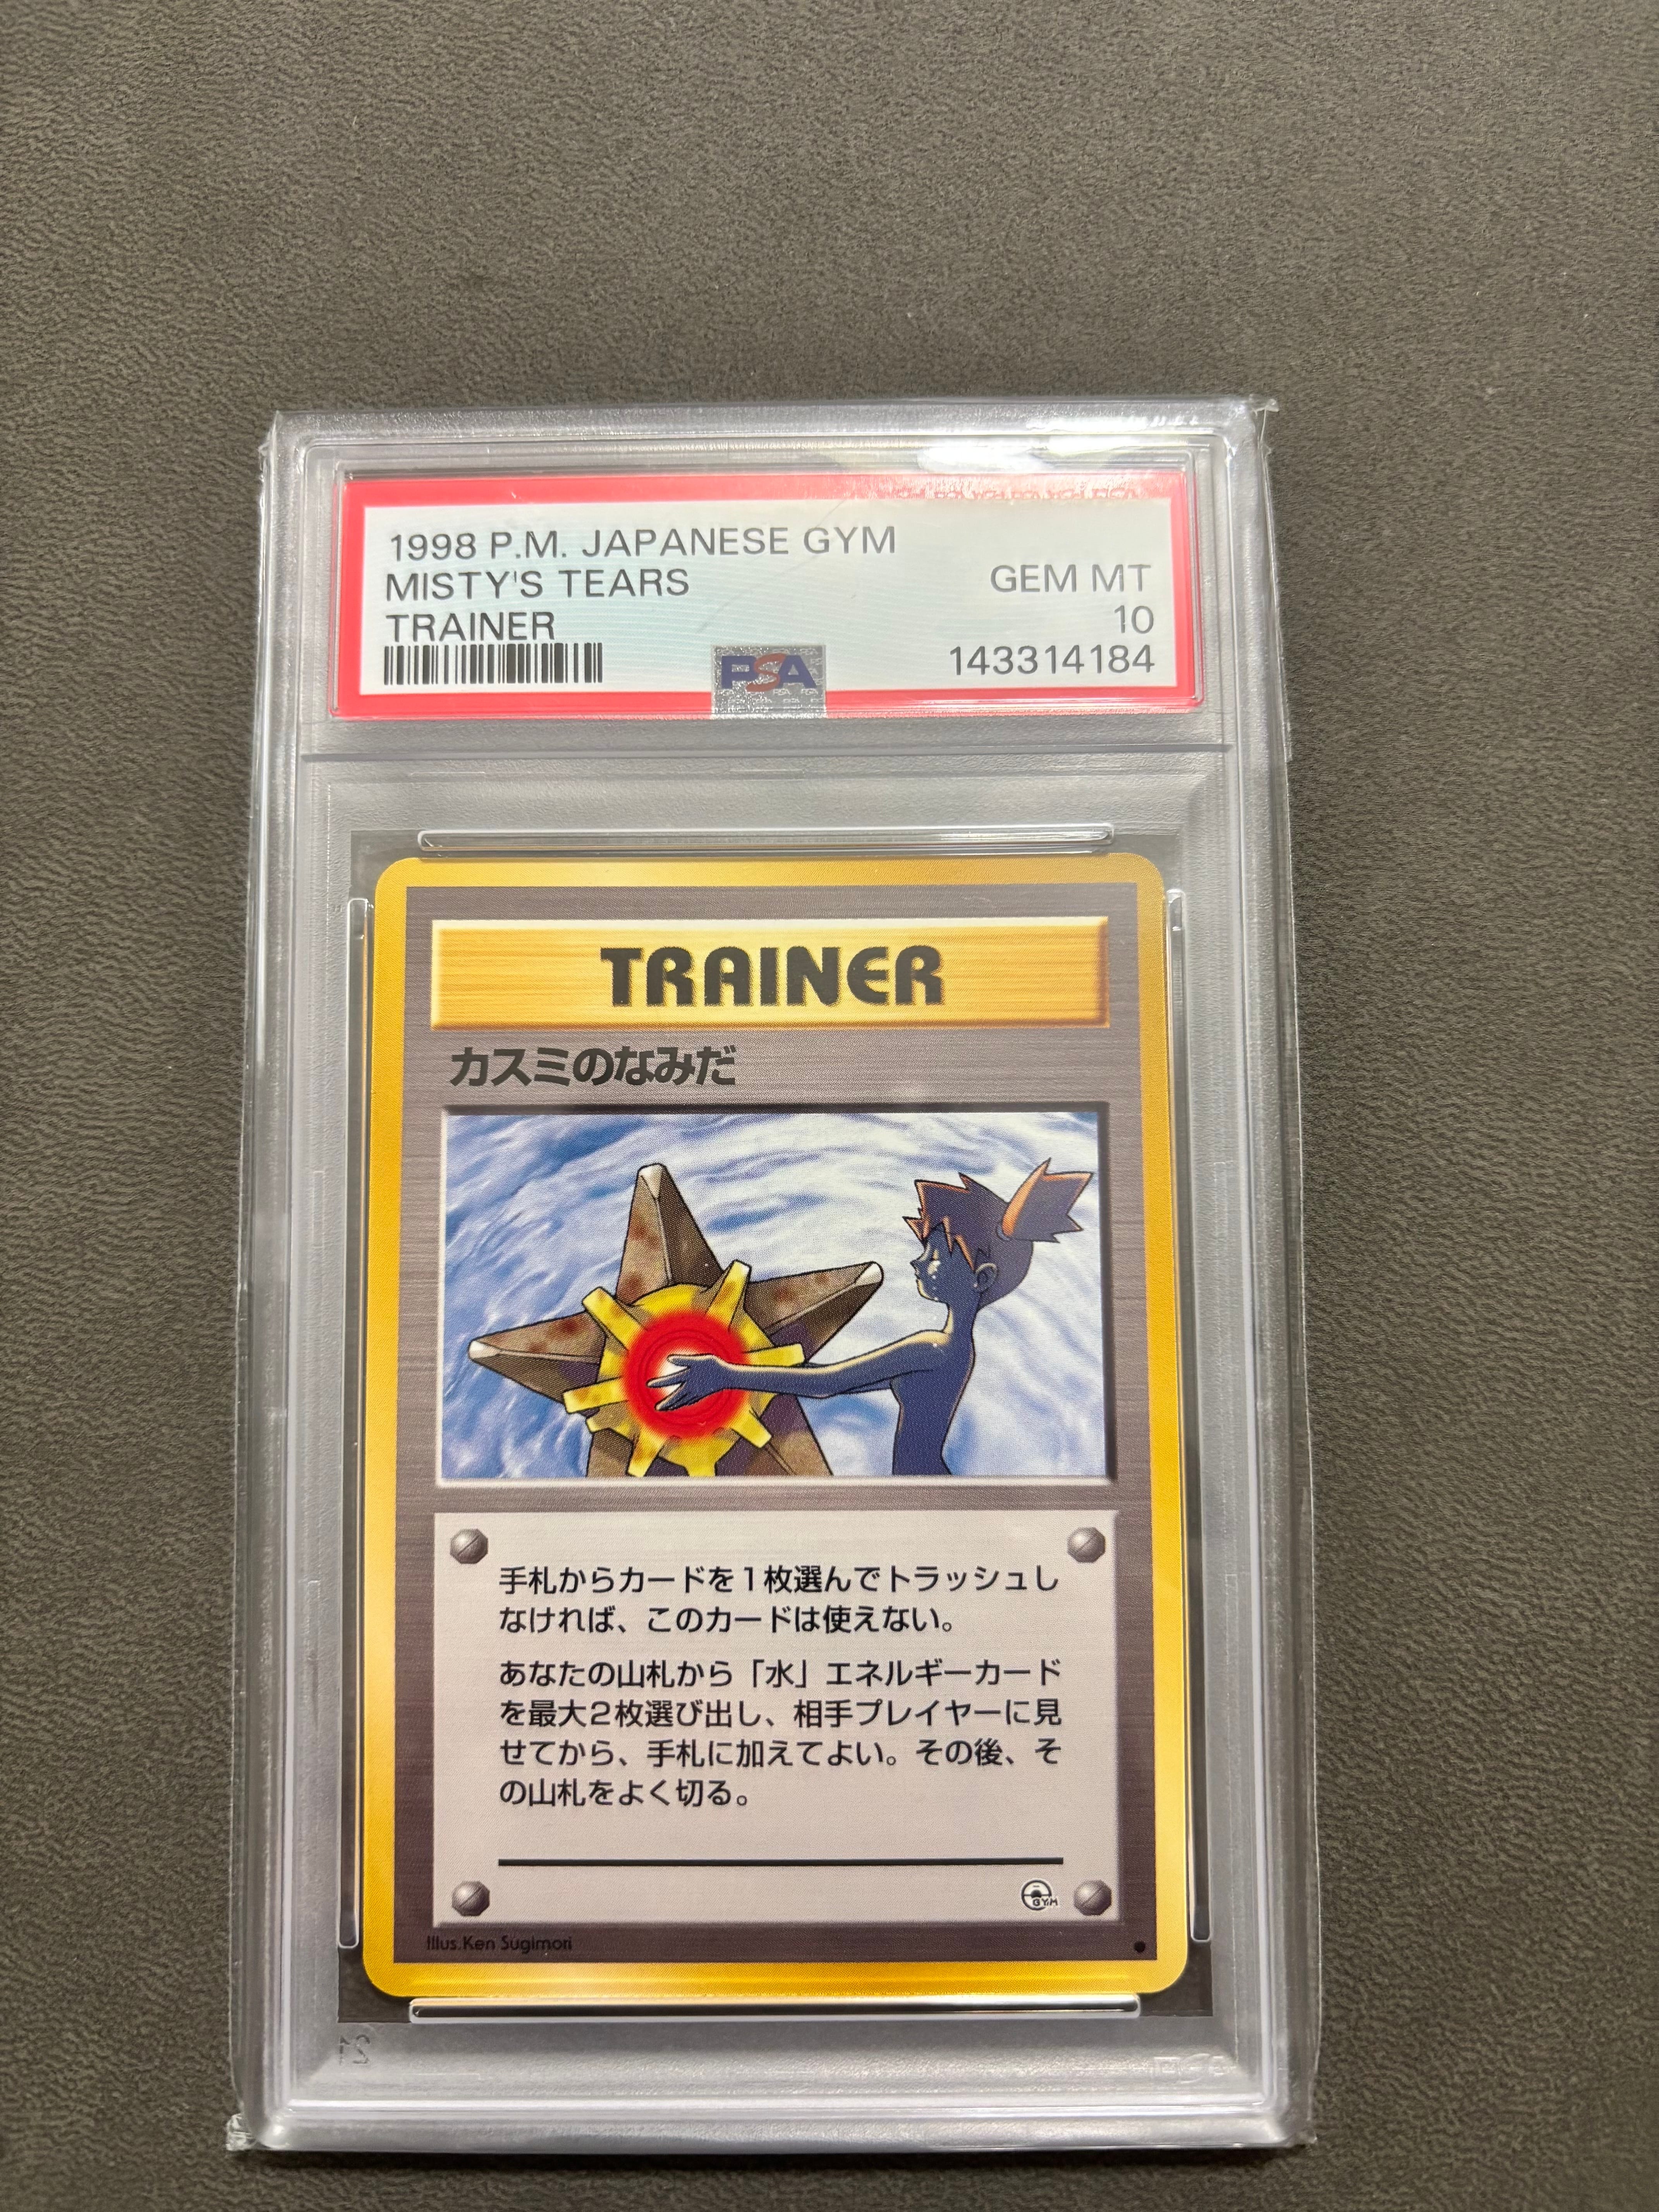 1998 P.M. JAPANESE GYM
MISTY'S TEARS
TRAINER
GEM MT
10
143314184
PSA
TRAINER
カスミのなみだ
手札からカードを1枚選んでトラッシュし
なければ、このカードは使えない。
あなたの山札から「水」エネルギーカード
を最大2枚選び出し、相手プレイヤーに見
せてから、手札に加えてよい。その後、そ
の山札をよく切る。
GYM
Illus.Ken Sugimori